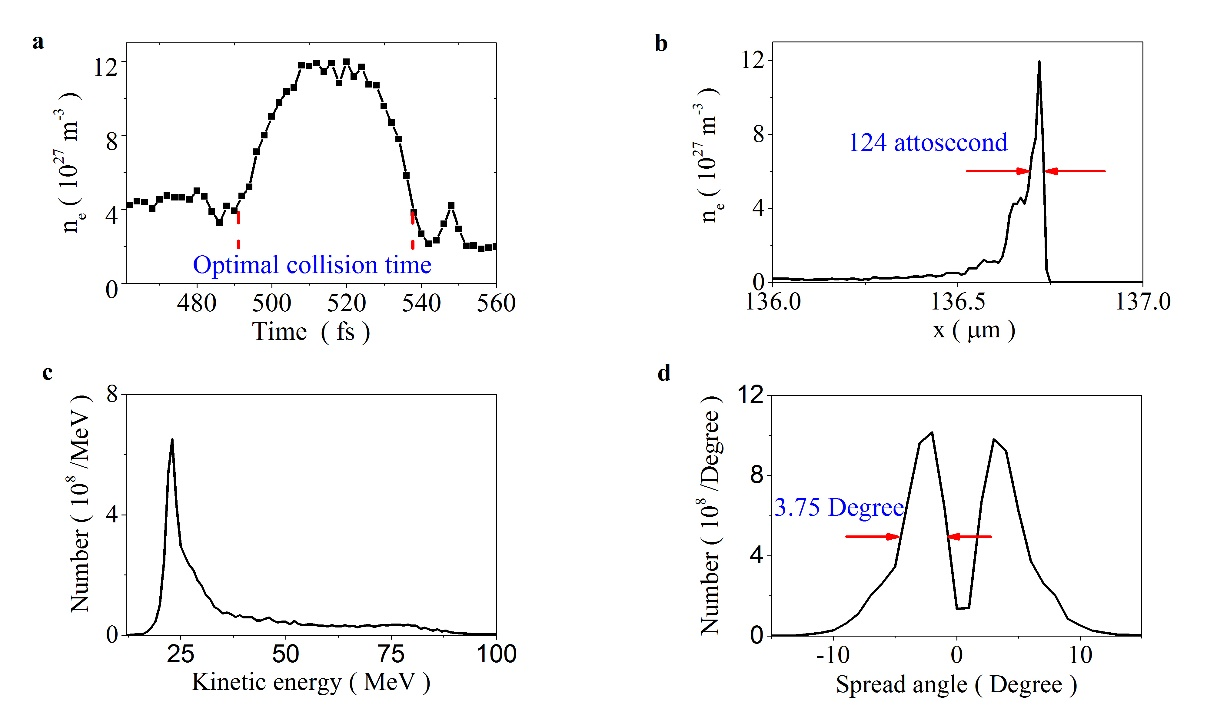 a
n_e ( 10^27 m^-3 )
12
8
4
0
480 500 520 540 560
Time ( fs )
Optimal collision time
b
n_e ( 10^27 m^-3 )
12
8
4
0
136.0 136.5 137.0
x ( μm )
124 attosecond
c
Number ( 10^8 /MeV )
8
4
0
25 50 75 100
Kinetic energy ( MeV )
d
Number ( 10^8 /Degree )
12
8
4
0
-10 0 10
Spread angle ( Degree )
3.75 Degree